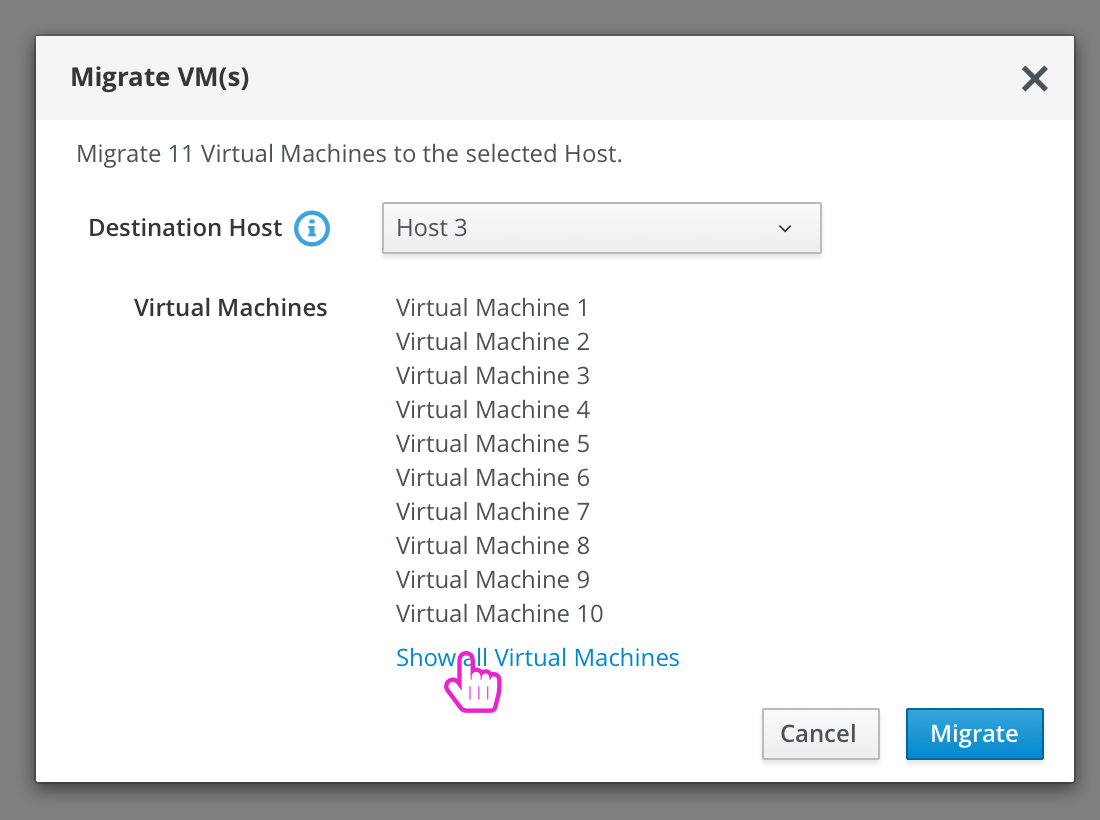 Migrate VM(s)
Migrate 11 Virtual Machines to the selected Host.
Destination Host
Host 3
Virtual Machines
Virtual Machine 1
Virtual Machine 2
Virtual Machine 3
Virtual Machine 4
Virtual Machine 5
Virtual Machine 6
Virtual Machine 7
Virtual Machine 8
Virtual Machine 9
Virtual Machine 10
Show all Virtual Machines
Cancel
Migrate